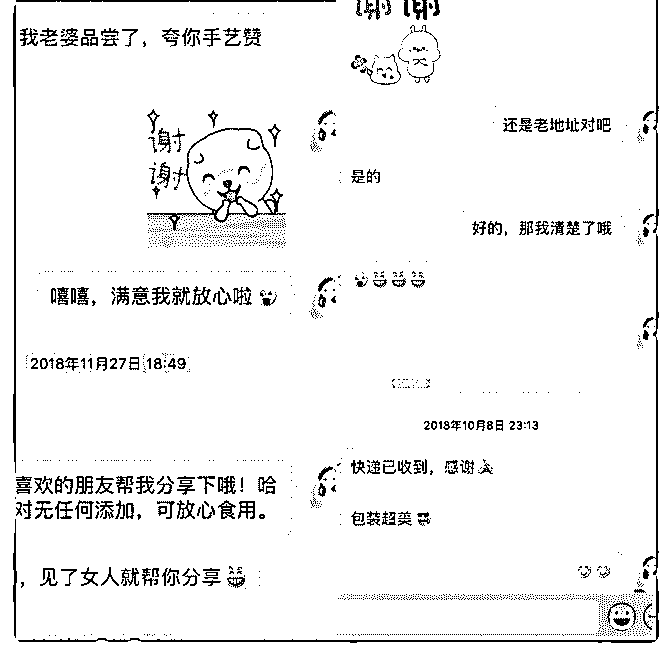 我老婆品尝了，夸你手艺赞
谢
谢
嘻嘻，满意我就放心啦
2018年11月27日 18:49
喜欢的朋友帮我分享下哦！哈
对无任何添加，可放心食用。
，见了女人就帮你分享
谢谢
还是老地址对吧
是的
好的，那我清楚了哦
2018年10月8日 23:13
快递已收到，感谢
包装超美